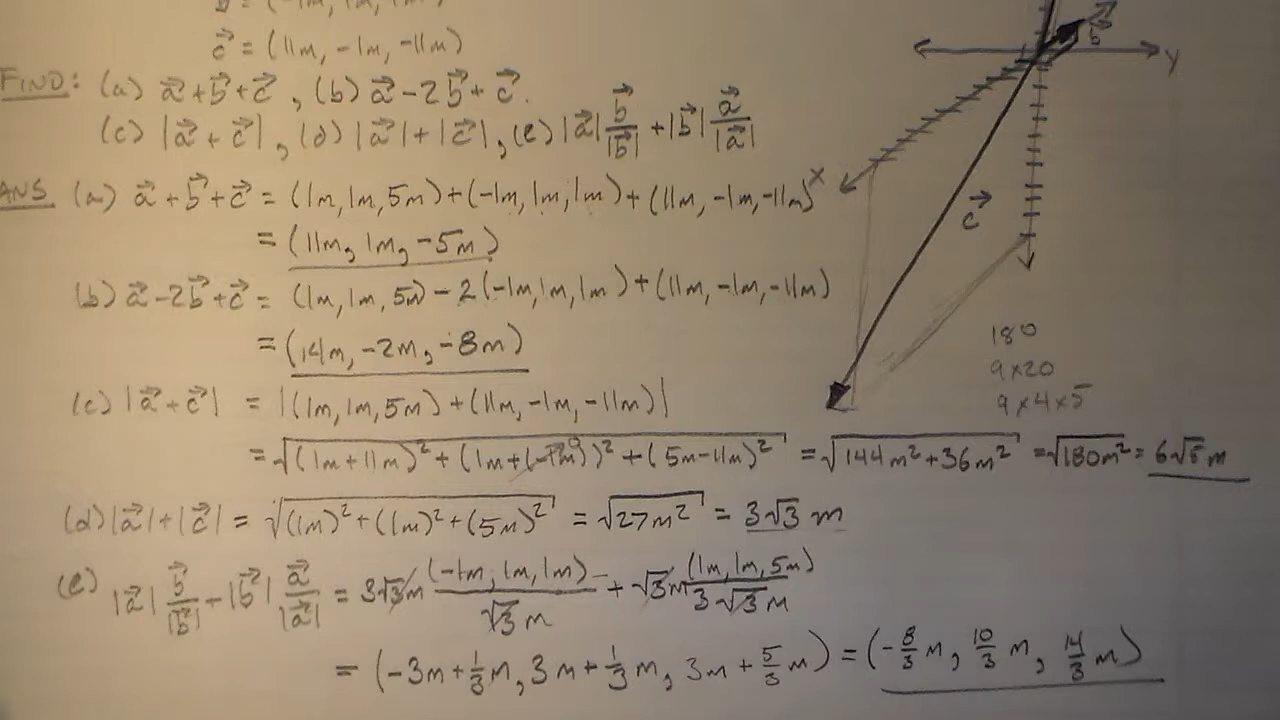 b⃗ = (-1m, 1m, 1m)
c⃗ = (11m, -1m, -11m)
FIND: (a) a⃗ + b⃗ + c⃗, (b) a⃗ - 2b⃗ + c⃗.
(c) |a⃗ + c⃗|, (d) |a⃗| + |c⃗|, (e) |a⃗| b⃗/|b⃗| + |b⃗| a⃗/|a⃗|
ANS (a) a⃗ + b⃗ + c⃗ = (1m, 1m, 5m) + (-1m, 1m, 1m) + (11m, -1m, -11m)
= (11m, 1m, -5m)
(b) a⃗ - 2b⃗ + c⃗ = (1m, 1m, 5m) - 2(-1m, 1m, 1m) + (11m, -1m, -11m)
= (14m, -2m, -8m)
(c) |a⃗ + c⃗| = |(1m, 1m, 5m) + (11m, -1m, -11m)|
= √((1m + 11m)² + (1m + (-1m))² + (5m - 11m)²) = √(144m² + 36m²) = √(180m²) = 6√5 m
(d) |a⃗| + |c⃗| = √((1m)² + (1m)² + (5m)²) = √(27m²) = 3√3 m
(e) |a⃗| b⃗/|b⃗| + |b⃗| a⃗/|a⃗| = 3√3m (-1m, 1m, 1m)/√3 m + √3m (1m, 1m, 5m)/3√3 m
= (-3m + 1/3 m, 3m + 1/3 m, 3m + 5/3 m) = (-8/3 m, 10/3 m, 14/3 m)
b⃗
Y
X
c⃗
180
9×20
9×4×5